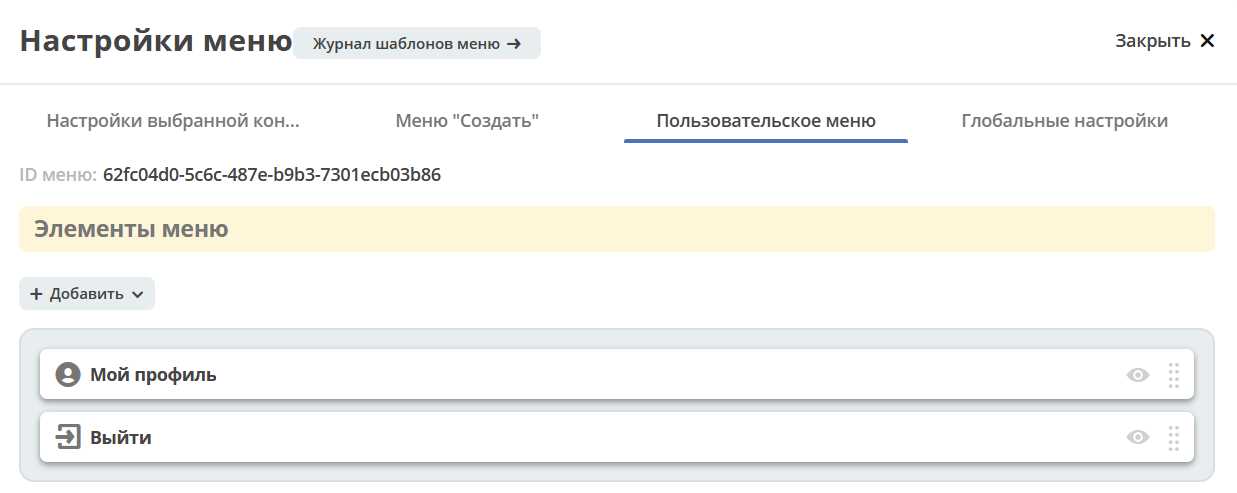 Настройки меню Журнал шаблонов меню → Закрыть ✕
Настройки выбранной кон... Меню "Создать" Пользовательское меню Глобальные настройки
ID меню: 62fc04d0-5c6c-487e-b9b3-7301ecb03b86
Элементы меню
+ Добавить
Мой профиль
Выйти